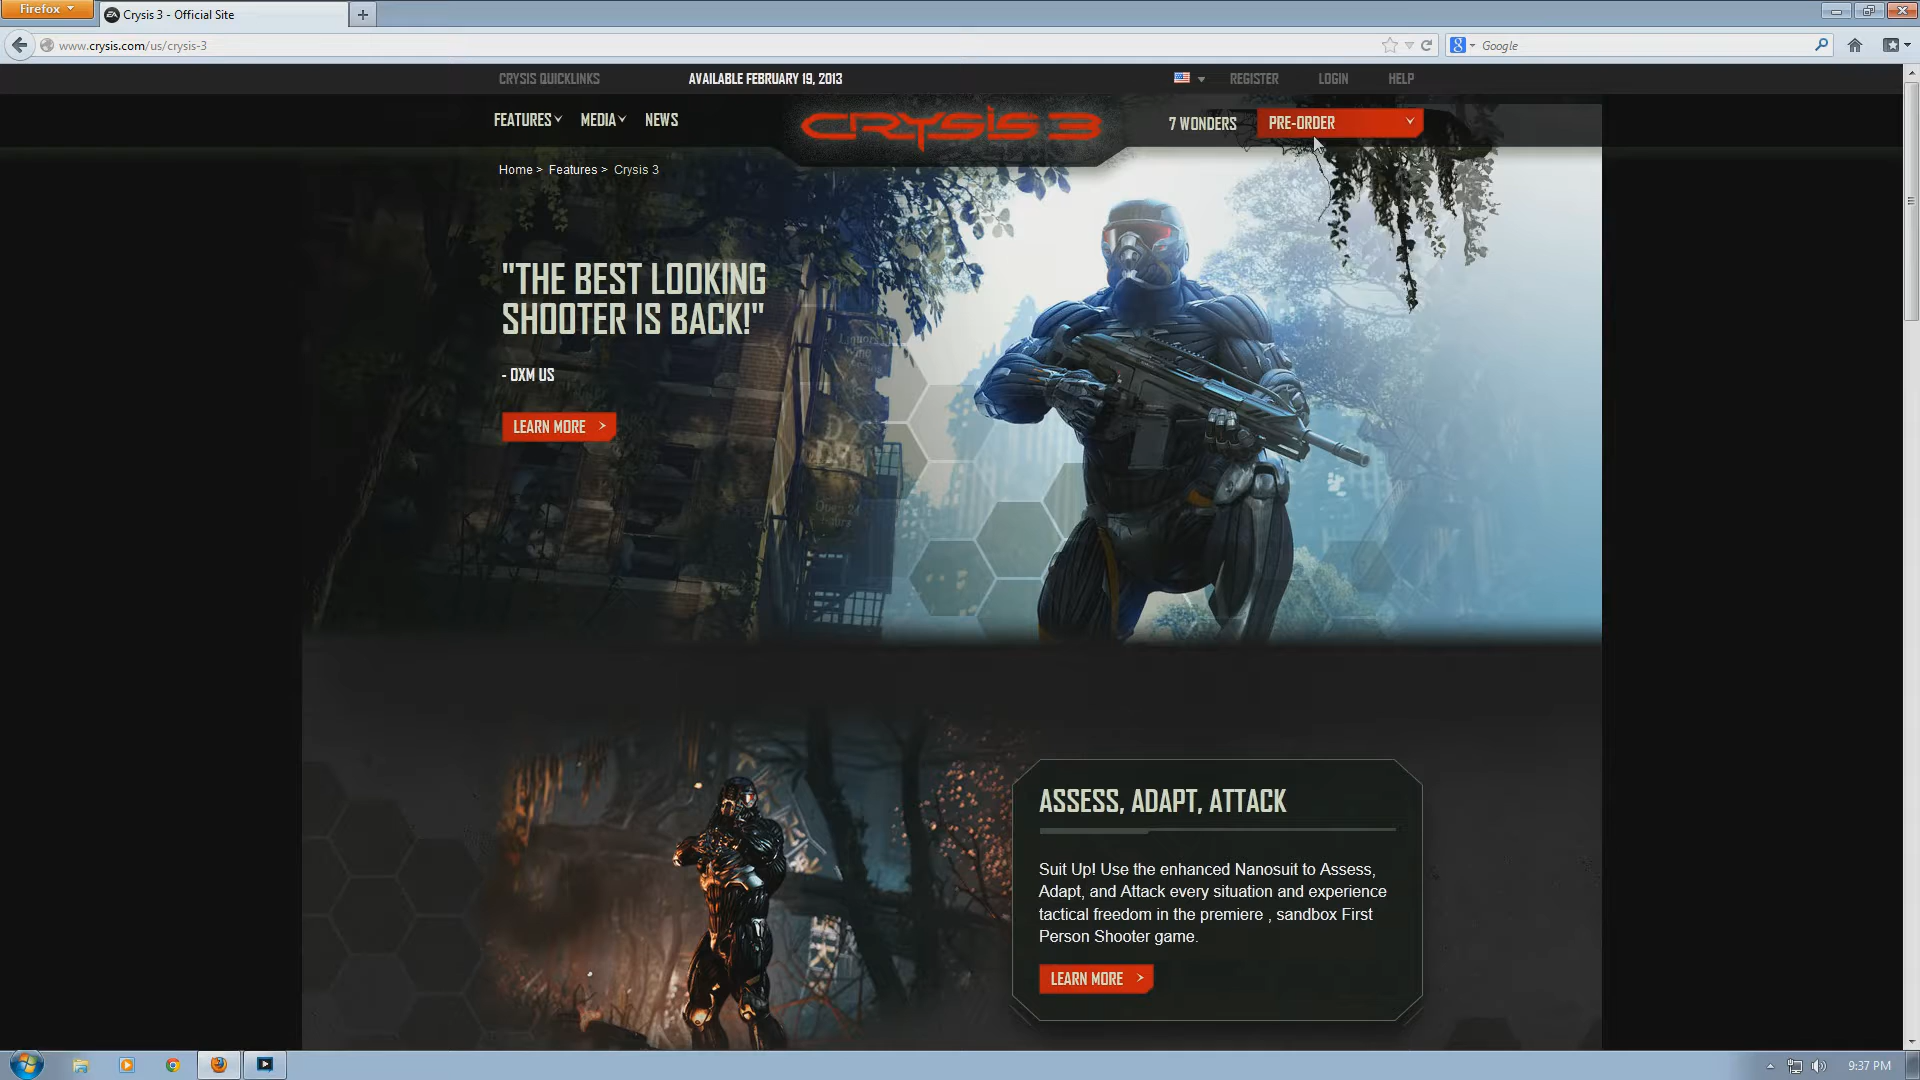 Firefox
Crysis 3 - Official Site
www.crysis.com/us/crysis-3
Google
CRYSIS QUICKLINKS
AVAILABLE FEBRUARY 19, 2013
REGISTER
LOGIN
HELP
FEATURES
MEDIA
NEWS
CRYSIS 3
7 WONDERS
PRE-ORDER
Home > Features > Crysis 3
"THE BEST LOOKING
SHOOTER IS BACK!"
- OXM US
LEARN MORE
Liquors
Open 24
hours
ASSESS, ADAPT, ATTACK
Suit Up! Use the enhanced Nanosuit to Assess,
Adapt, and Attack every situation and experience
tactical freedom in the premiere , sandbox First
Person Shooter game.
LEARN MORE
9:37 PM